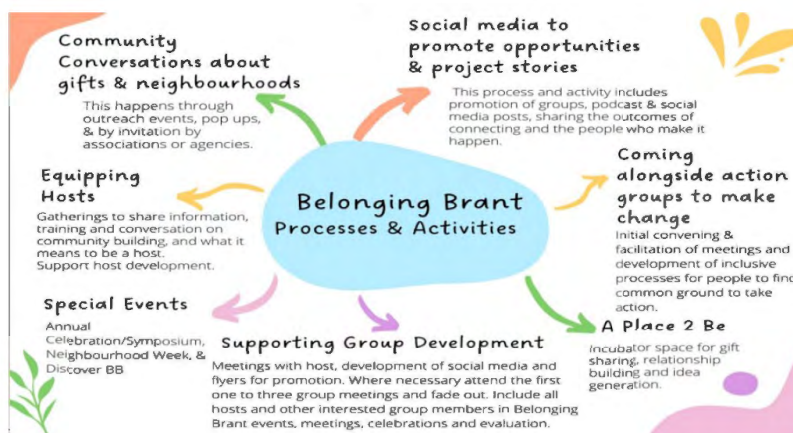 Community
Conversations about
gifts & neighbourhoods
This happens through
outreach events, pop ups,
& by invitation by
associations or agencies.
Social media to
promote opportunities
& project stories
This process and activity includes
promotion of groups, podcast & social
media posts, sharing the outcomes of
connecting and the people who make it
happen.
Equipping
Hosts
Gatherings to share information,
training and conversation on
community building, and what it
means to be a host.
Support host development.
Belonging Brant
Processes & Activities
Coming
alongside action
groups to make
change
Initial convening &
facilitation of meetings and
development of inclusive
processes for people to find
common ground to take
action.
Special Events
Annual
Celebration/Symposium,
Neighbourhood Week, &
Discover BB
Supporting Group Development
Meetings with host, development of social media and
flyers for promotion. Where necessary attend the first
one to three group meetings and fade out. Include all
hosts and other interested group members in Belonging
Brant events, meetings, celebrations and evaluation.
A Place 2 Be
Incubator space for gift
sharing, relationship
building and idea
generation.